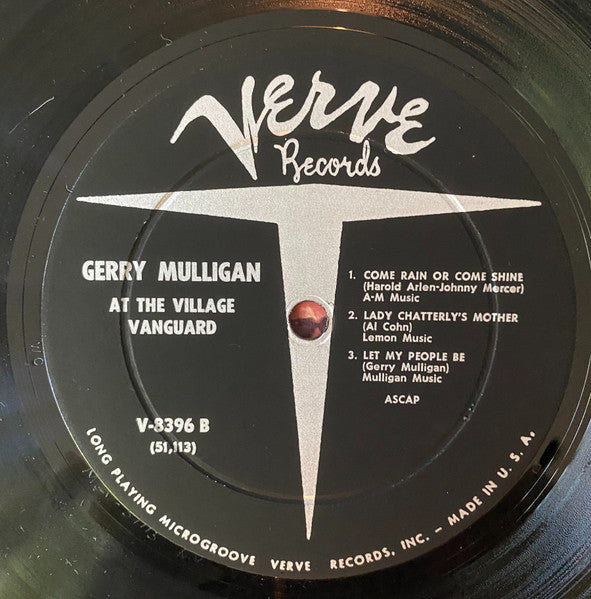 Verve
Records
GERRY MULLIGAN
AT THE VILLAGE
VANGUARD
V-8396 B
(51,113)
1. COME RAIN OR COME SHINE
(Harold Arlen-Johnny Mercer)
A-M Music
2. LADY CHATTERLY'S MOTHER
(Al Cohn)
Lemon Music
3. LET MY PEOPLE BE
(Gerry Mulligan)
Mulligan Music
ASCAP
LONG PLAYING MICROGROOVE VERVE RECORDS, INC. – MADE IN U. S. A.